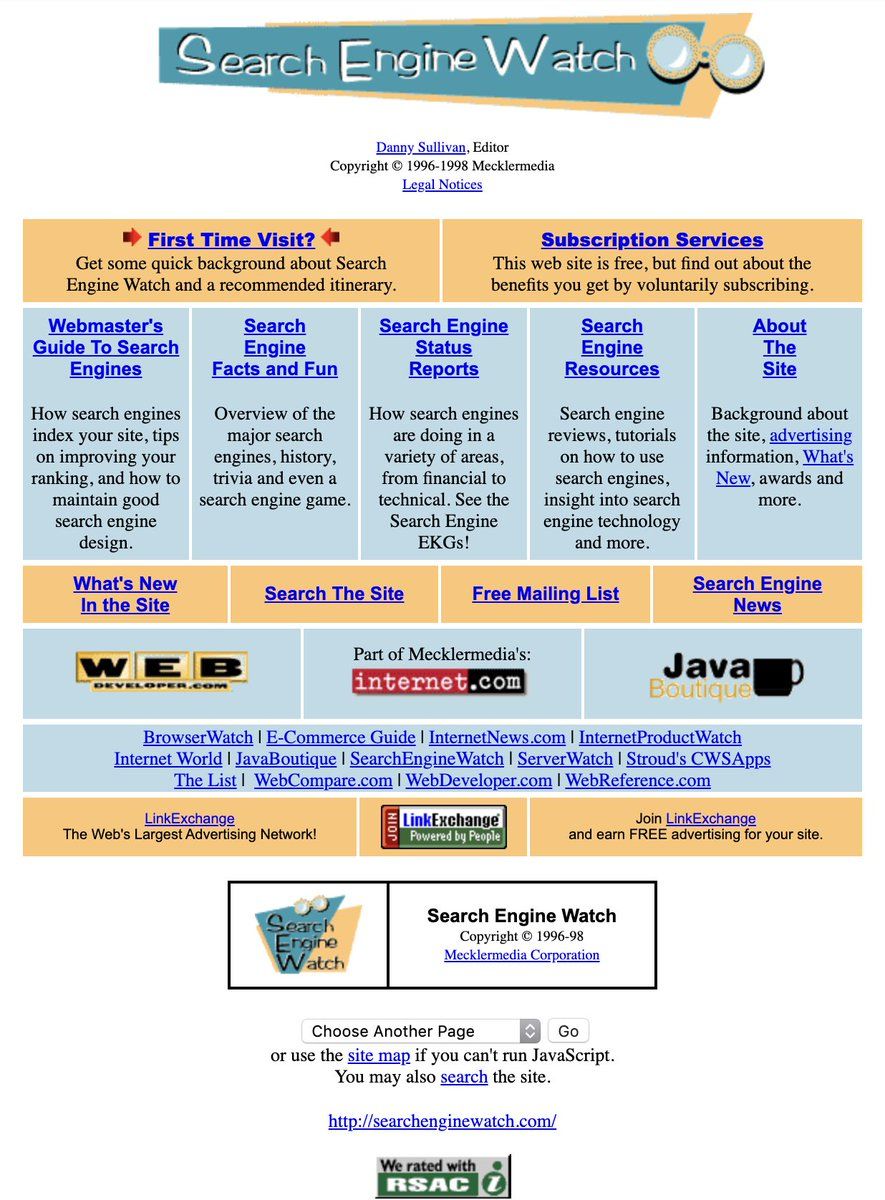 Search Engine Watch
Danny Sullivan, Editor
Copyright © 1996-1998 Mecklermedia
Legal Notices
First Time Visit?
Get some quick background about Search
Engine Watch and a recommended itinerary.
Subscription Services
This web site is free, but find out about the
benefits you get by voluntarily subscribing.
Webmaster's
Guide To Search
Engines
How search engines
index your site, tips
on improving your
ranking, and how to
maintain good
search engine
design.
Search
Engine
Facts and Fun
Overview of the
major search
engines, history,
trivia and even a
search engine game.
Search Engine
Status
Reports
How search engines
are doing in a
variety of areas,
from financial to
technical. See the
Search Engine
EKGs!
Search
Engine
Resources
Search engine
reviews, tutorials
on how to use
search engines,
insight into search
engine technology
and more.
About
The
Site
Background about
the site, advertising
information, What's
New, awards and
more.
What's New
In the Site
Search The Site
Free Mailing List
Search Engine
News
WEB
DEVELOPER.COM
Part of Mecklermedia's:
internet.com
Java
Boutique
BrowserWatch | E-Commerce Guide | InternetNews.com | InternetProductWatch
Internet World | JavaBoutique | SearchEngineWatch | ServerWatch | Stroud's CWSApps
The List | WebCompare.com | WebDeveloper.com | WebReference.com
LinkExchange
The Web's Largest Advertising Network!
JOIN
LinkExchange
Powered by People
Join LinkExchange
and earn FREE advertising for your site.
Search
Engine
Watch
Search Engine Watch
Copyright © 1996-98
Mecklermedia Corporation
Choose Another Page
Go
or use the site map if you can't run JavaScript.
You may also search the site.
http://searchenginewatch.com/
We rated with
RSAC i